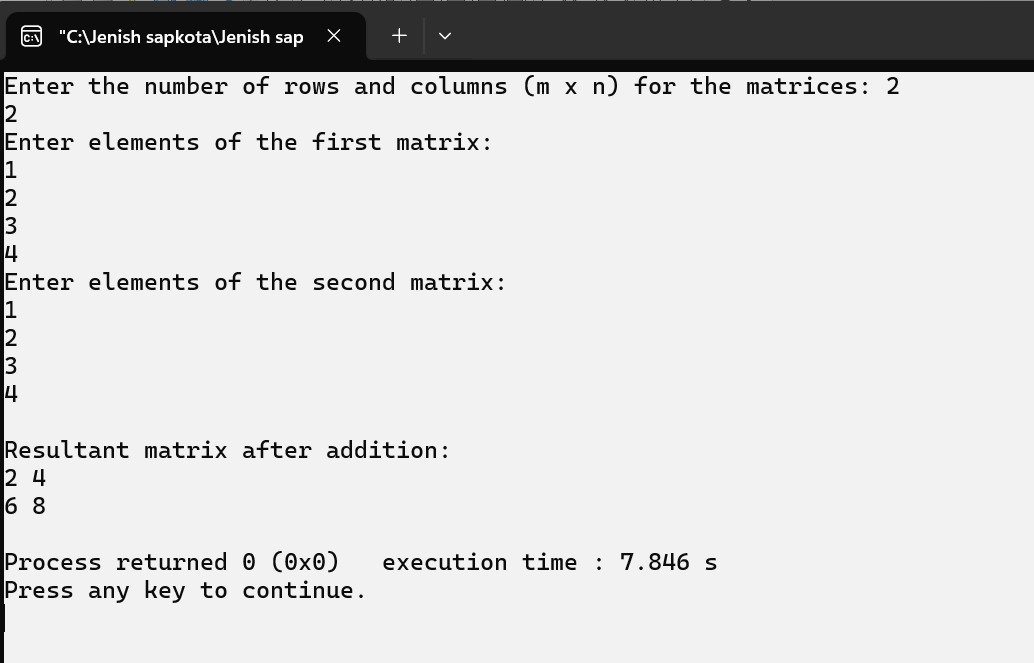 "C:\Jenish sapkota\Jenish sap
Enter the number of rows and columns (m x n) for the matrices: 2
2
Enter elements of the first matrix:
1
2
3
4
Enter elements of the second matrix:
1
2
3
4
Resultant matrix after addition:
2 4
6 8
Process returned 0 (0x0)   execution time : 7.846 s
Press any key to continue.